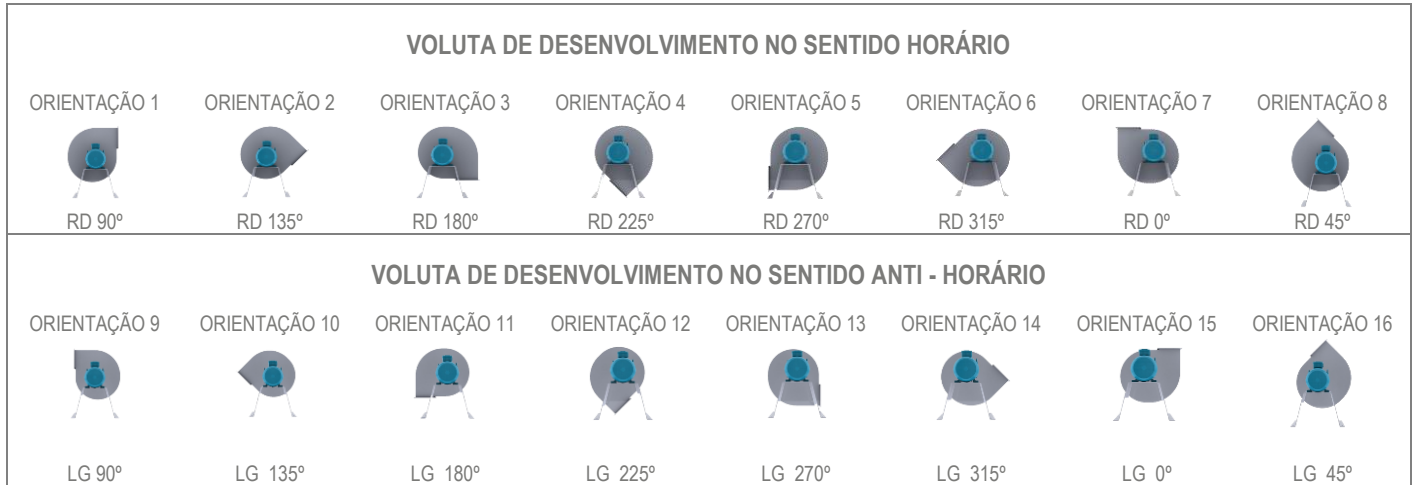 VOLUTA DE DESENVOLVIMENTO NO SENTIDO HORÁRIO
ORIENTAÇÃO 1 ORIENTAÇÃO 2 ORIENTAÇÃO 3 ORIENTAÇÃO 4 ORIENTAÇÃO 5 ORIENTAÇÃO 6 ORIENTAÇÃO 7 ORIENTAÇÃO 8
RD 90º RD 135º RD 180º RD 225º RD 270º RD 315º RD 0º RD 45º
VOLUTA DE DESENVOLVIMENTO NO SENTIDO ANTI - HORÁRIO
ORIENTAÇÃO 9 ORIENTAÇÃO 10 ORIENTAÇÃO 11 ORIENTAÇÃO 12 ORIENTAÇÃO 13 ORIENTAÇÃO 14 ORIENTAÇÃO 15 ORIENTAÇÃO 16
LG 90º LG 135º LG 180º LG 225º LG 270º LG 315º LG 0º LG 45º